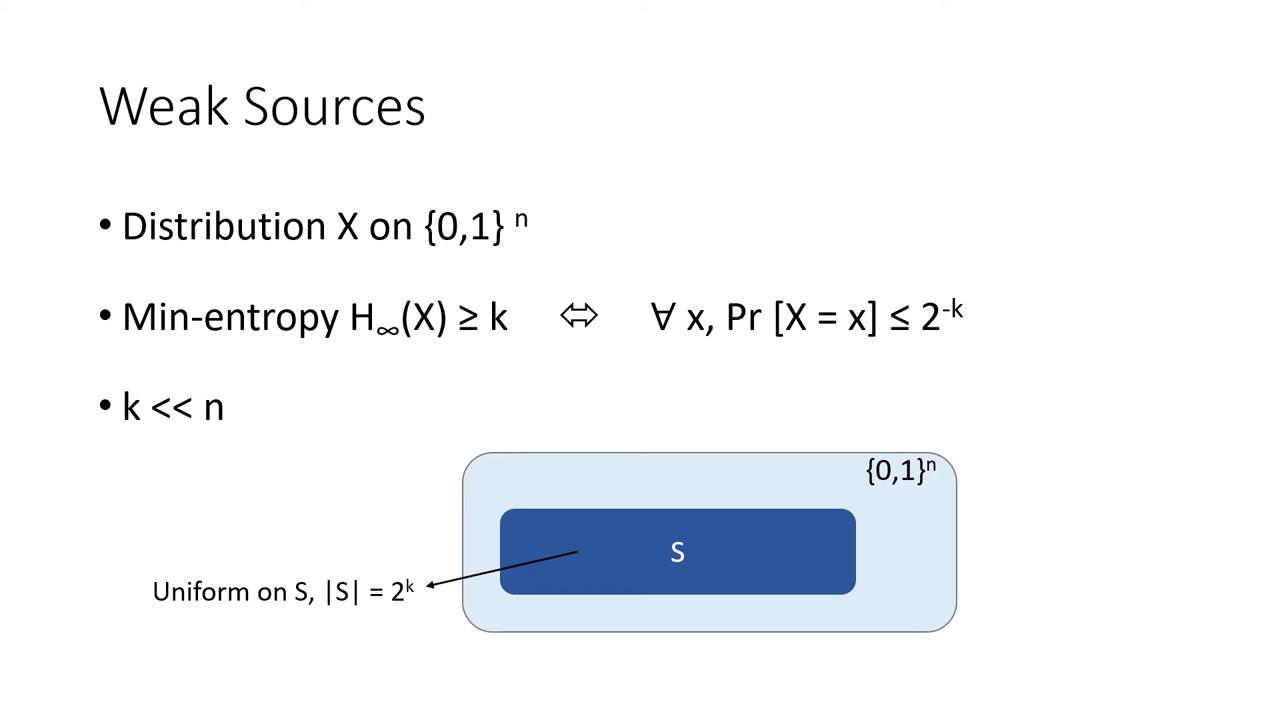 Weak Sources
• Distribution X on {0,1} ⁿ
• Min-entropy H∞(X) ≥ k ⇔ ∀ x, Pr [X = x] ≤ 2⁻ᵏ
• k << n
{0,1}ⁿ
S
Uniform on S, |S| = 2ᵏ